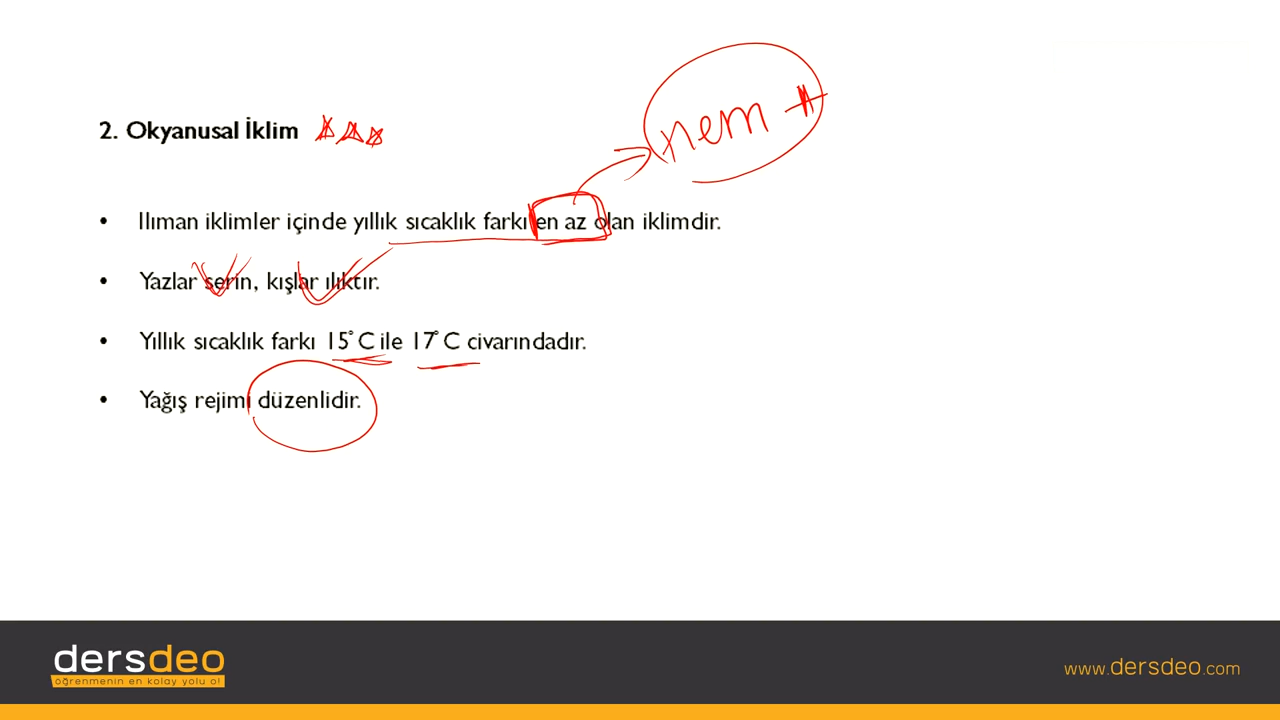 nem +
2. Okyanusal İklim
• Ilıman iklimler içinde yıllık sıcaklık farkı en az olan iklimdir.
• Yazlar serin, kışlar ılıktır.
• Yıllık sıcaklık farkı 15° C ile 17° C civarındadır.
• Yağış rejimi düzenlidir.
dersdeo
öğrenmenin en kolay yolu o!
www.dersdeo.com